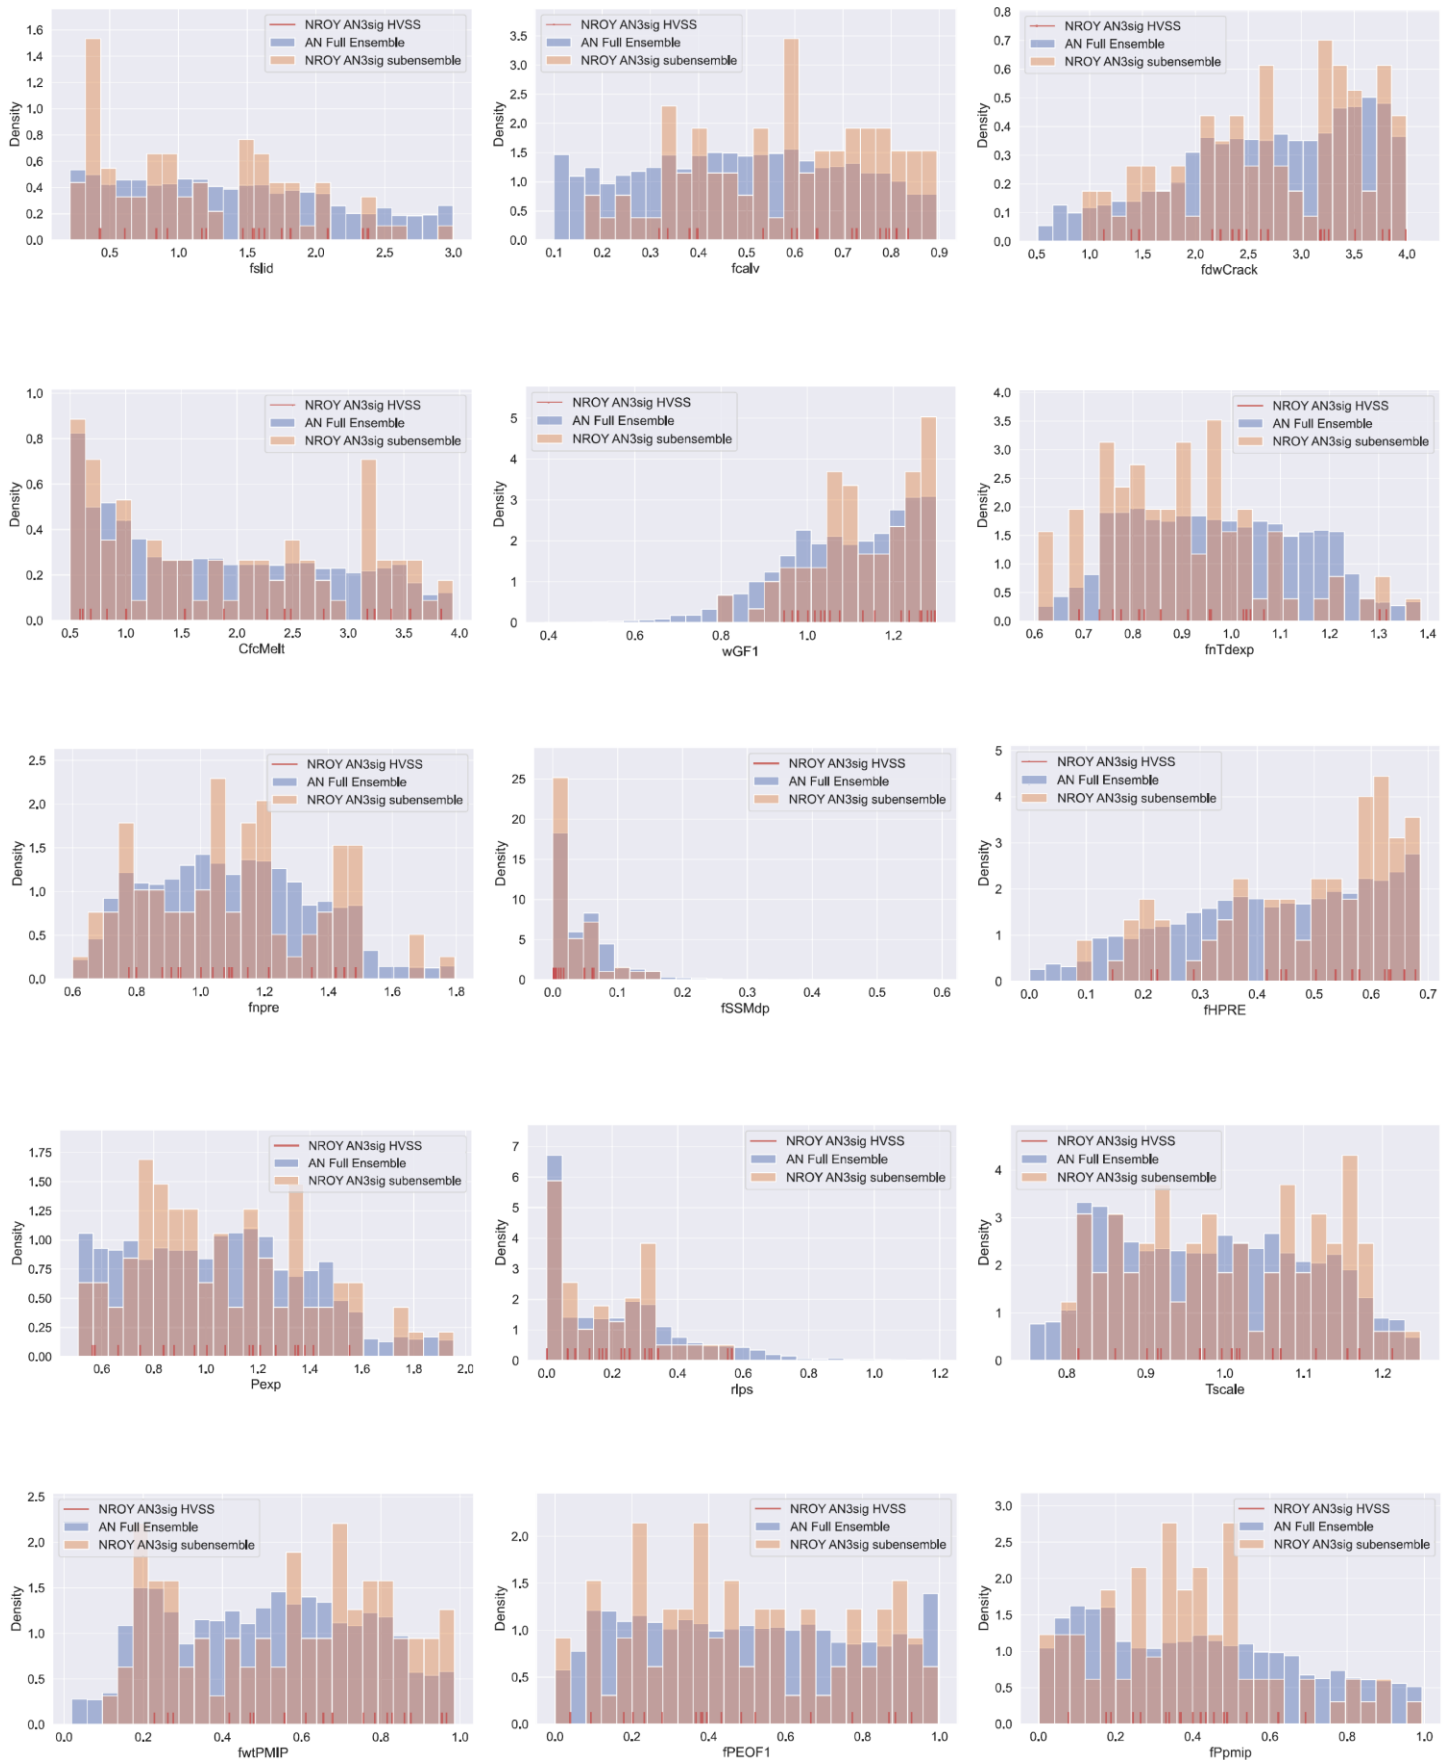 NROY AN3sig HVSS
AN Full Ensemble
NROY AN3sig subensemble
1.6
1.4
1.2
1.0
0.8
0.6
0.4
0.2
0.0
Density
0.5 1.0 1.5 2.0 2.5 3.0
fslid
NROY AN3sig HVSS
AN Full Ensemble
NROY AN3sig subensemble
3.5
3.0
2.5
2.0
1.5
1.0
0.5
0.0
Density
0.1 0.2 0.3 0.4 0.5 0.6 0.7 0.8 0.9
fcalv
NROY AN3sig HVSS
AN Full Ensemble
NROY AN3sig subensemble
0.8
0.7
0.6
0.5
0.4
0.3
0.2
0.1
0.0
Density
0.5 1.0 1.5 2.0 2.5 3.0 3.5 4.0
fdwCrack
NROY AN3sig HVSS
AN Full Ensemble
NROY AN3sig subensemble
1.0
0.8
0.6
0.4
0.2
0.0
Density
0.5 1.0 1.5 2.0 2.5 3.0 3.5 4.0
CfcMelt
NROY AN3sig HVSS
AN Full Ensemble
NROY AN3sig subensemble
5
4
3
2
1
0
Density
0.4 0.6 0.8 1.0 1.2
wGF1
NROY AN3sig HVSS
AN Full Ensemble
NROY AN3sig subensemble
4.0
3.5
3.0
2.5
2.0
1.5
1.0
0.5
0.0
Density
0.6 0.7 0.8 0.9 1.0 1.1 1.2 1.3 1.4
fnTdexp
NROY AN3sig HVSS
AN Full Ensemble
NROY AN3sig subensemble
2.5
2.0
1.5
1.0
0.5
0.0
Density
0.6 0.8 1.0 1.2 1.4 1.6 1.8
fnpre
NROY AN3sig HVSS
AN Full Ensemble
NROY AN3sig subensemble
25
20
15
10
5
0
Density
0.0 0.1 0.2 0.3 0.4 0.5 0.6
fSSMdp
NROY AN3sig HVSS
AN Full Ensemble
NROY AN3sig subensemble
5
4
3
2
1
0
Density
0.0 0.1 0.2 0.3 0.4 0.5 0.6 0.7
fHPRE
NROY AN3sig HVSS
AN Full Ensemble
NROY AN3sig subensemble
1.75
1.50
1.25
1.00
0.75
0.50
0.25
0.00
Density
0.6 0.8 1.0 1.2 1.4 1.6 1.8 2.0
Pexp
NROY AN3sig HVSS
AN Full Ensemble
NROY AN3sig subensemble
7
6
5
4
3
2
1
0
Density
0.0 0.2 0.4 0.6 0.8 1.0 1.2
rlps
NROY AN3sig HVSS
AN Full Ensemble
NROY AN3sig subensemble
4
3
2
1
0
Density
0.8 0.9 1.0 1.1 1.2
Tscale
NROY AN3sig HVSS
AN Full Ensemble
NROY AN3sig subensemble
2.5
2.0
1.5
1.0
0.5
0.0
Density
0.0 0.2 0.4 0.6 0.8 1.0
fwtPMIP
NROY AN3sig HVSS
AN Full Ensemble
NROY AN3sig subensemble
2.0
1.5
1.0
0.5
0.0
Density
0.0 0.2 0.4 0.6 0.8 1.0
fPEOF1
NROY AN3sig HVSS
AN Full Ensemble
NROY AN3sig subensemble
3.0
2.5
2.0
1.5
1.0
0.5
0.0
Density
0.0 0.2 0.4 0.6 0.8 1.0
fPpmip